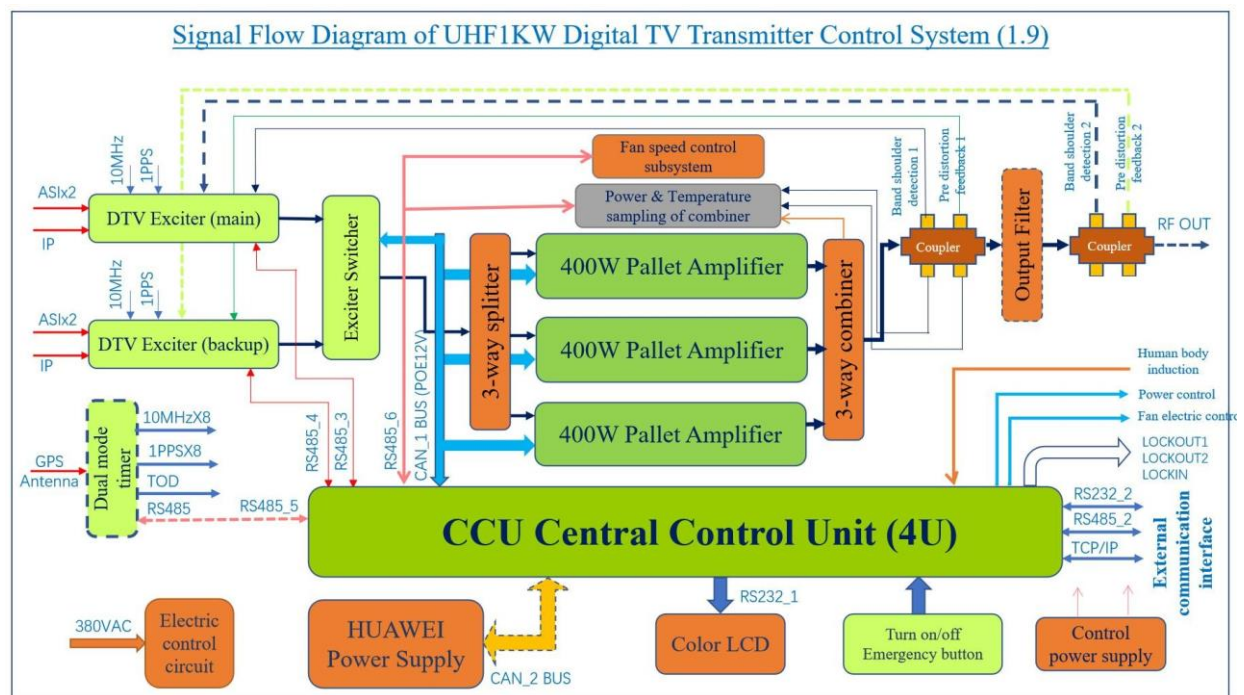 Signal Flow Diagram of UHF1KW Digital TV Transmitter Control System (1.9)
10MHz
1PPS
ASIx2
IP
DTV Exciter (main)
10MHz
1PPS
ASIx2
IP
DTV Exciter (backup)
Exciter Switcher
Fan speed control
subsystem
Power & Temperature
sampling of combiner
3-way splitter
400W Pallet Amplifier
400W Pallet Amplifier
400W Pallet Amplifier
3-way combiner
Band shoulder
detection 1
Pre distortion
feedback 1
Coupler
Output Filter
Band shoulder
detection 2
Pre distortion
feedback 2
Coupler
RF OUT
GPS
Antenna
Dual mode
timer
10MHzX8
1PPSX8
TOD
RS485
RS485_5
RS485_4
RS485_3
RS485_6
CAN_1 BUS (POE12V)
Human body
induction
Power control
Fan electric control
LOCKOUT1
LOCKOUT2
LOCKIN
CCU Central Control Unit (4U)
RS232_2
RS485_2
TCP/IP
External
communication
interface
380VAC
Electric
control
circuit
HUAWEI
Power Supply
CAN_2 BUS
RS232_1
Color LCD
Turn on/off
Emergency button
Control
power supply